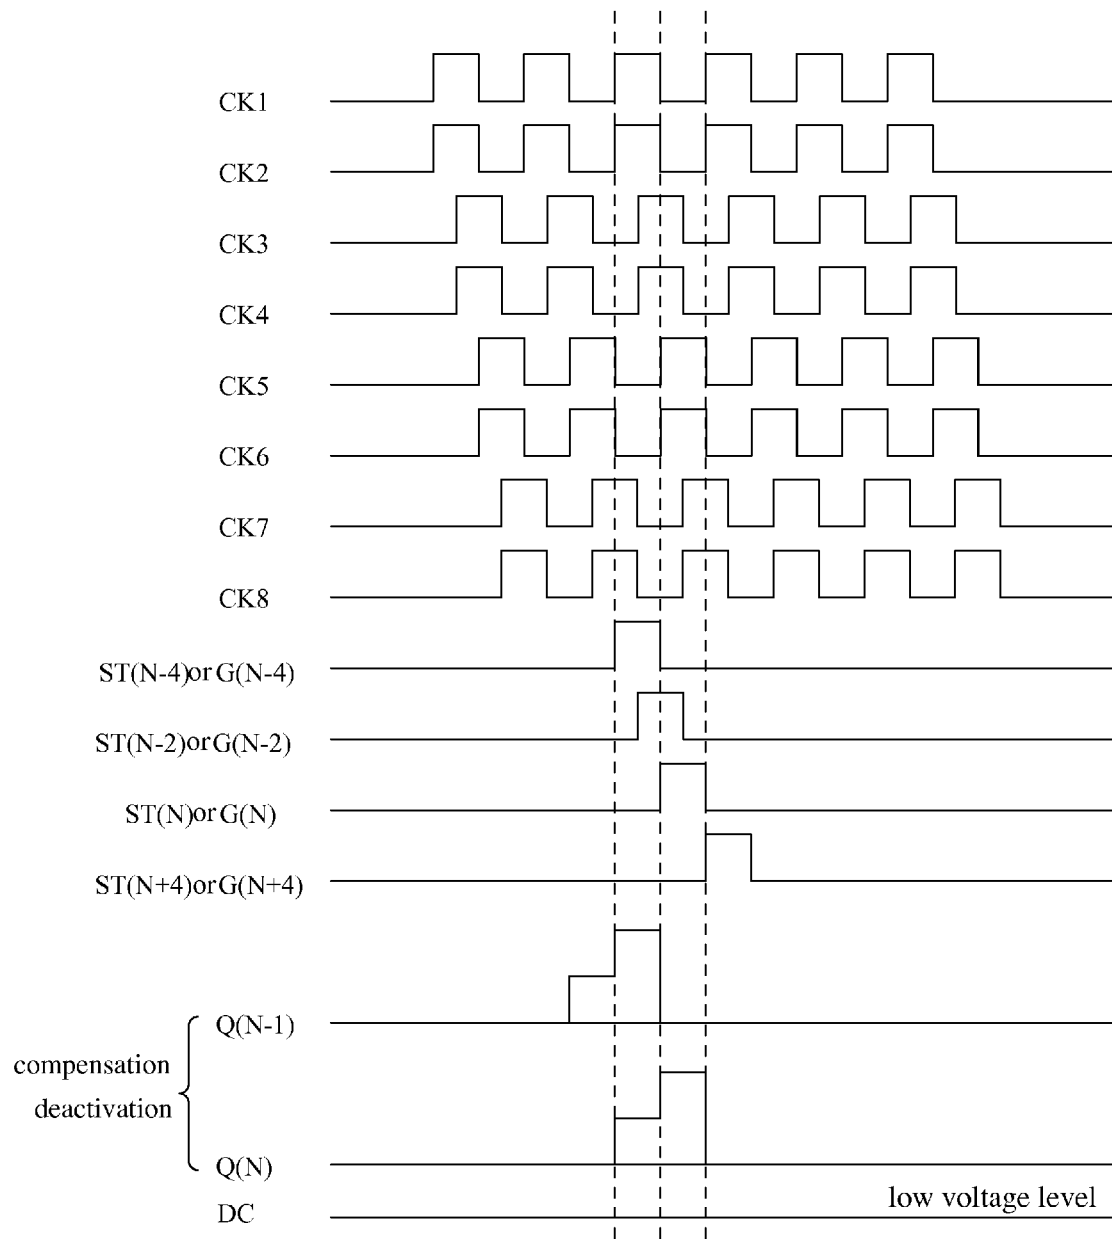 CK1
CK2
CK3
CK4
CK5
CK6
CK7
CK8
ST(N-4)or G(N-4)
ST(N-2)or G(N-2)
ST(N)or G(N)
ST(N+4)or G(N+4)
Q(N-1)
compensation
deactivation
Q(N)
low voltage level
DC